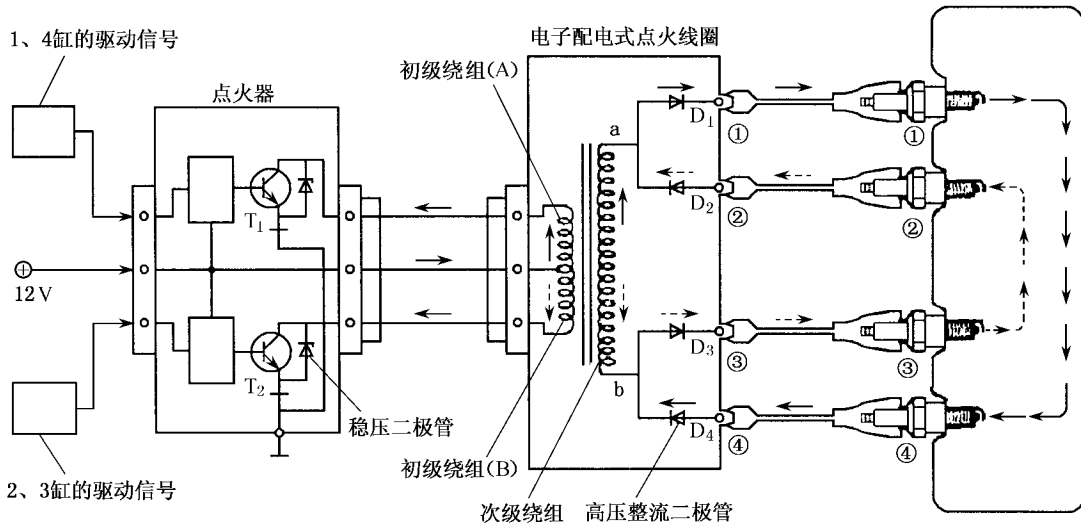 1、4缸的驱动信号
点火器
电子配电式点火线圈
初级绕组(A)
12V
T1
T2
稳压二极管
2、3缸的驱动信号
初级绕组(B)
次级绕组
高压整流二极管
a
b
D1
D2
D3
D4
①
②
③
④
①
②
③
④